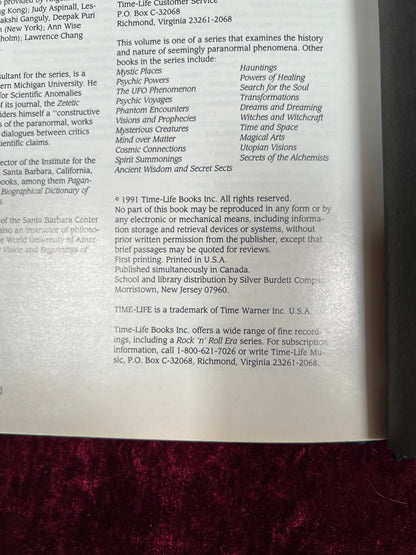 g Kong); Judy Aspinall, Les-
akshi Ganguly, Deepak Puri
n (New York); Ann Wise
holm); Lawrence Chang
sultant for the series, is a
ern Michigan University. He
for Scientific Anomalies
of its journal, the Zetetic
iders himself a "constructive
s of the paranormal, works
dialogues between critics
entific claims.
ector of the Institute for the
Santa Barbara, California,
ooks, among them Pagan-
Biographical Dictionary of
s.
of the Santa Barbara Center
also an instructor of philoso-
e World University of Amer-
Vision and Beginnings of
Time-Life Customer Service
P.O. Box C-32068
Richmond, Virginia 23261-2068
This volume is one of a series that examines the history
and nature of seemingly paranormal phenomena. Other
books in the series include:
Mystic Places
Psychic Powers
The UFO Phenomenon
Psychic Voyages
Phantom Encounters
Visions and Prophecies
Mysterious Creatures
Mind over Matter
Cosmic Connections
Spirit Summonings
Ancient Wisdom and Secret Sects
Hauntings
Powers of Healing
Search for the Soul
Transformations
Dreams and Dreaming
Witches and Witchcraft
Time and Space
Magical Arts
Utopian Visions
Secrets of the Alchemists
© 1991 Time-Life Books Inc. All rights reserved.
No part of this book may be reproduced in any form or by
any electronic or mechanical means, including informa-
tion storage and retrieval devices or systems, without
prior written permission from the publisher, except that
brief passages may be quoted for reviews.
First printing. Printed in U.S.A.
Published simultaneously in Canada.
School and library distribution by Silver Burdett Compa
Morristown, New Jersey 07960.
TIME-LIFE is a trademark of Time Warner Inc. U.S.A.
Time-Life Books Inc. offers a wide range of fine record-
ings, including a Rock 'n' Roll Era series. For subscription
information, call 1-800-621-7026 or write Time-Life Mu-
sic, P.O. Box C-32068, Richmond, Virginia 23261-2068.